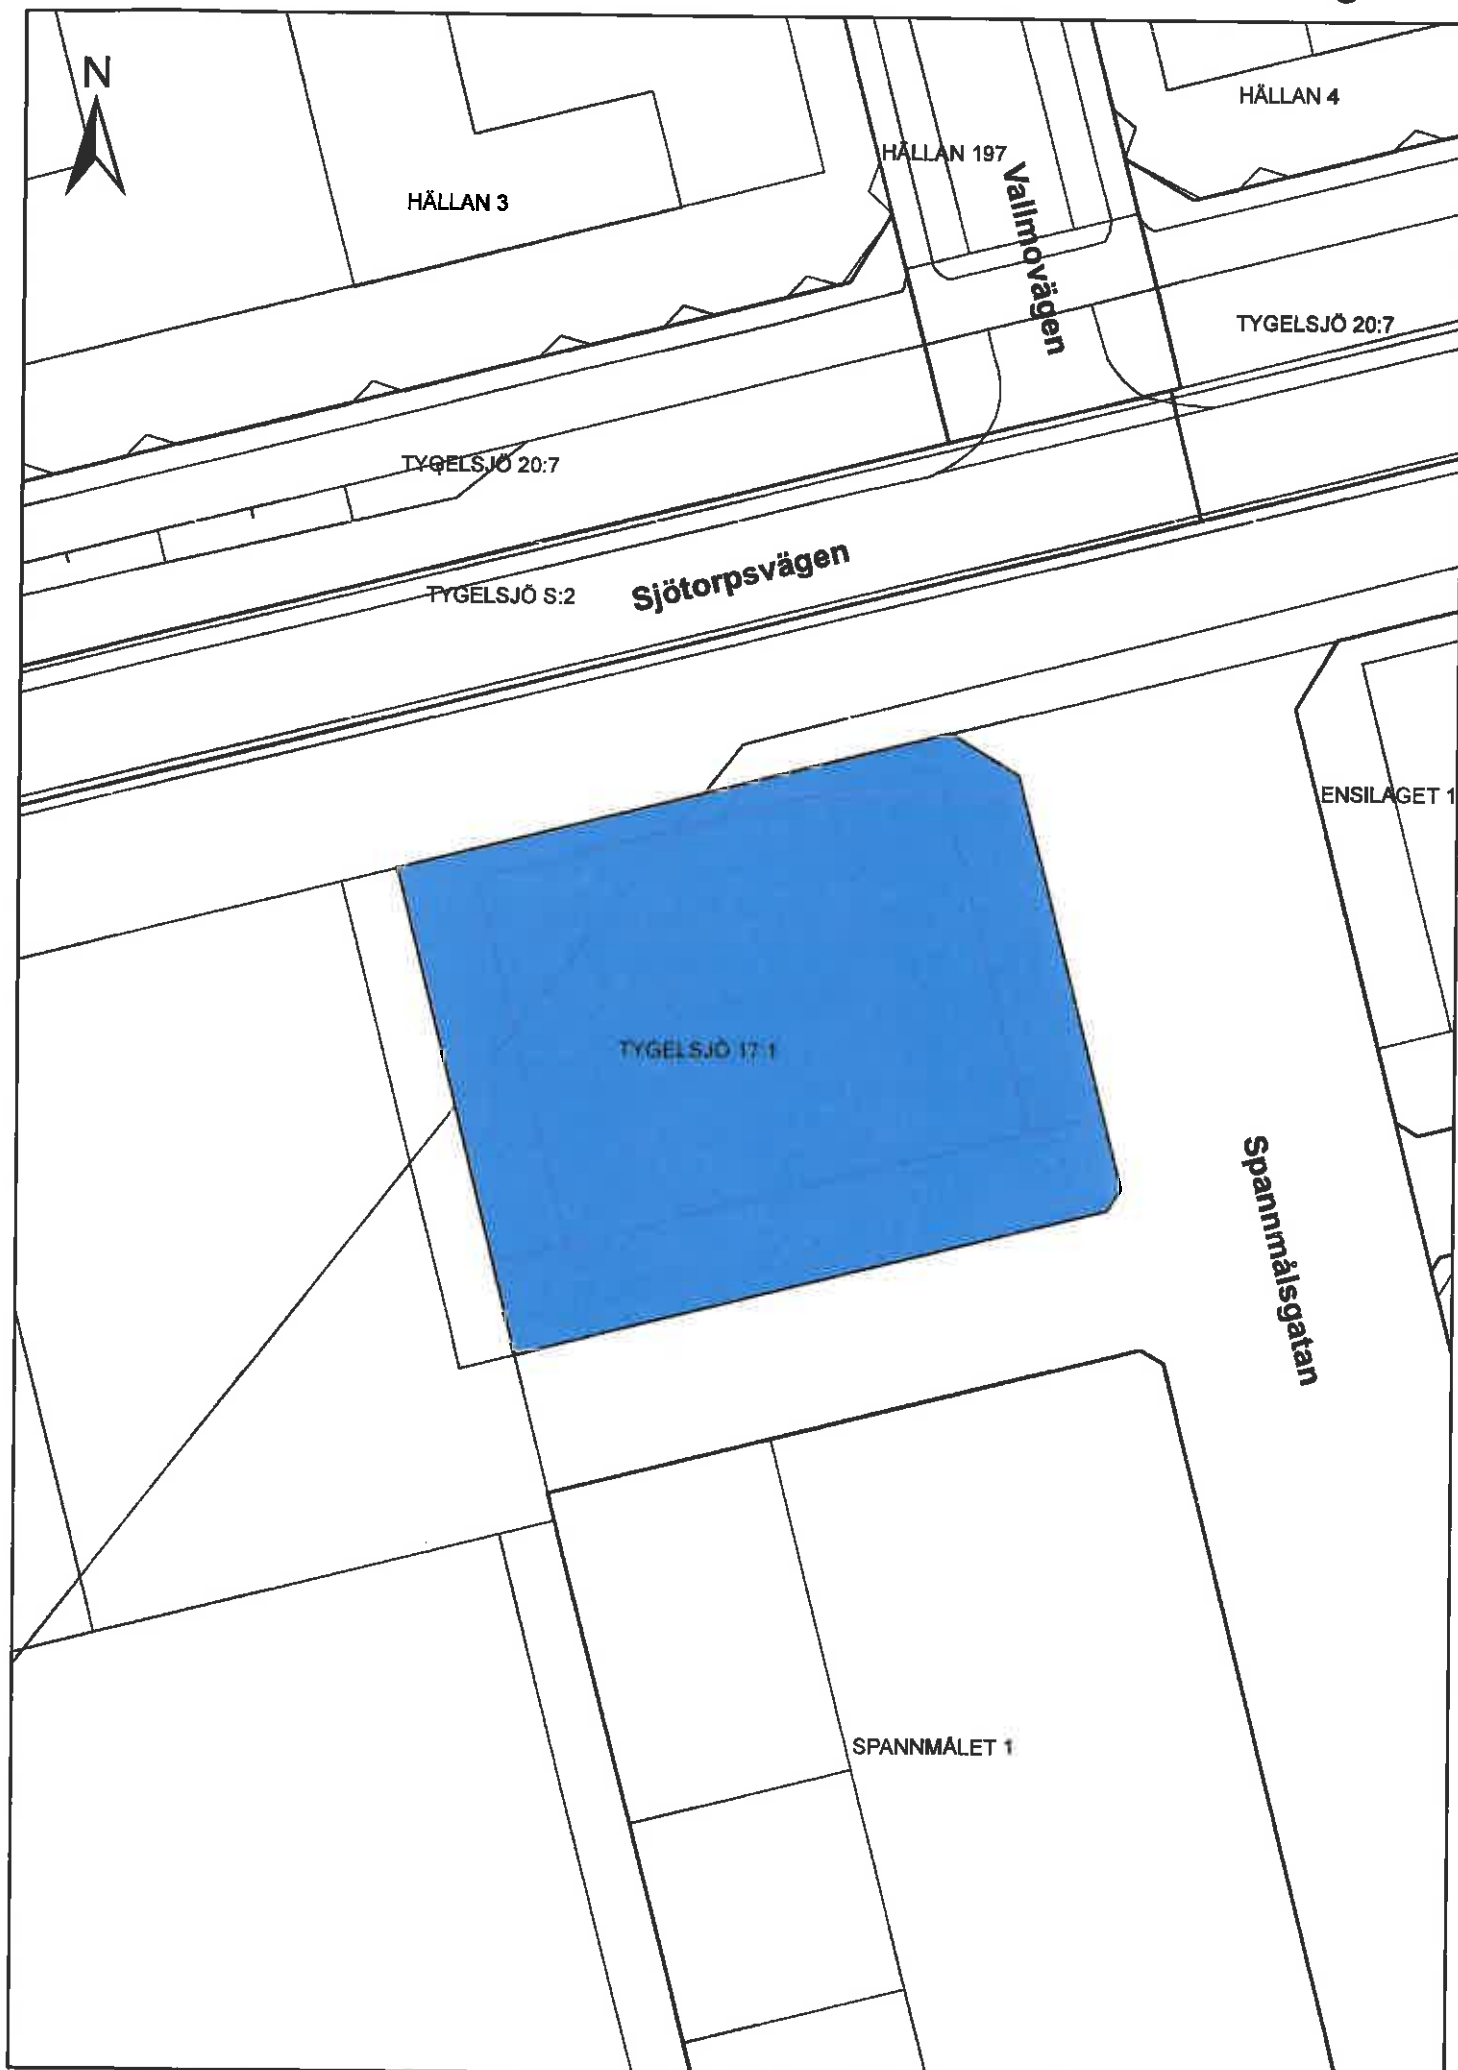 N
HÄLLAN 4
HÄLLAN 197
HÄLLAN 3
Vallmovägen
TYGELSJÖ 20:7
TYGELSJÖ 20:7
Sjötorpsvägen
TYGELSJÖ S:2
ENSILAGET 1
TYGELSJÖ 17:1
Spannmålsgatan
SPANNMÅLET 1